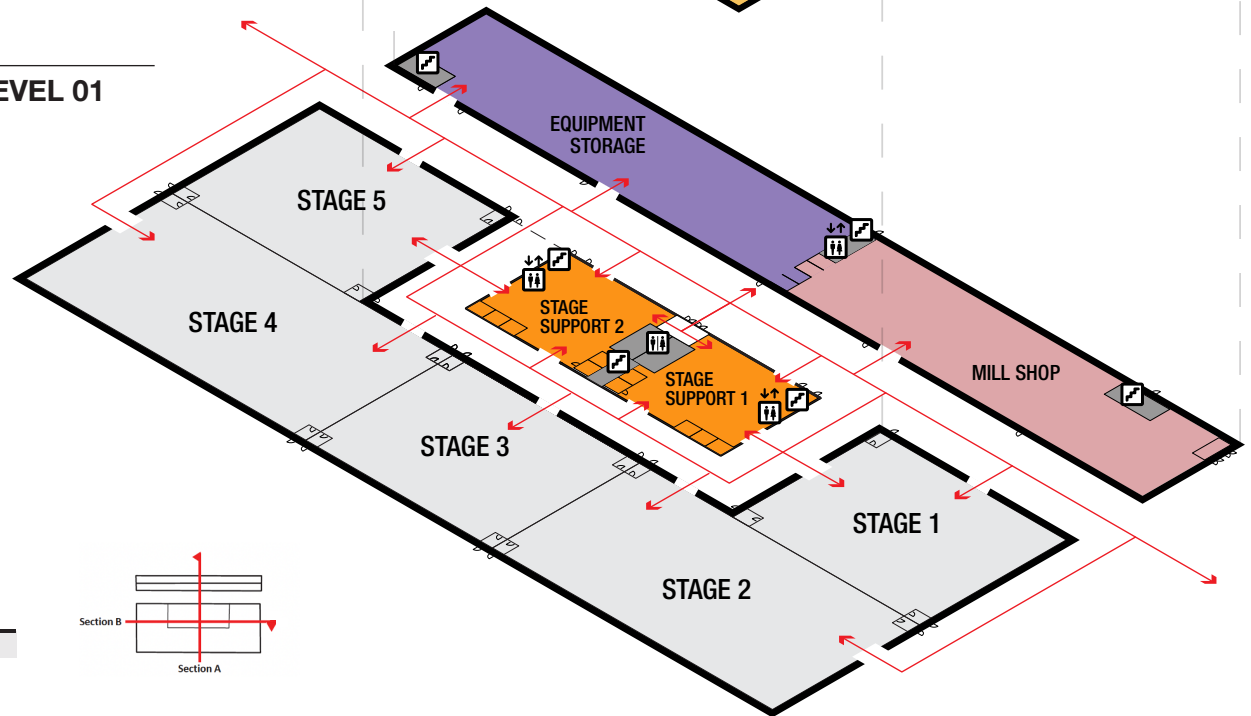 EVEL 01
EQUIPMENT
STORAGE
STAGE 5
STAGE
SUPPORT 2
STAGE 4
STAGE
SUPPORT 1
MILL SHOP
STAGE 3
STAGE 1
STAGE 2
Section B
Section A